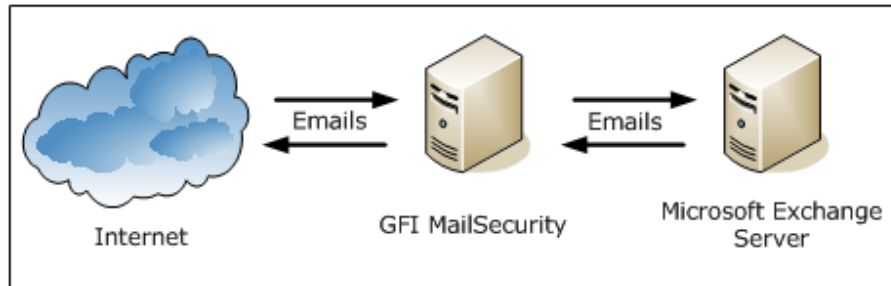 Emails
Emails
Internet
GFI MailSecurity
Microsoft Exchange
Server